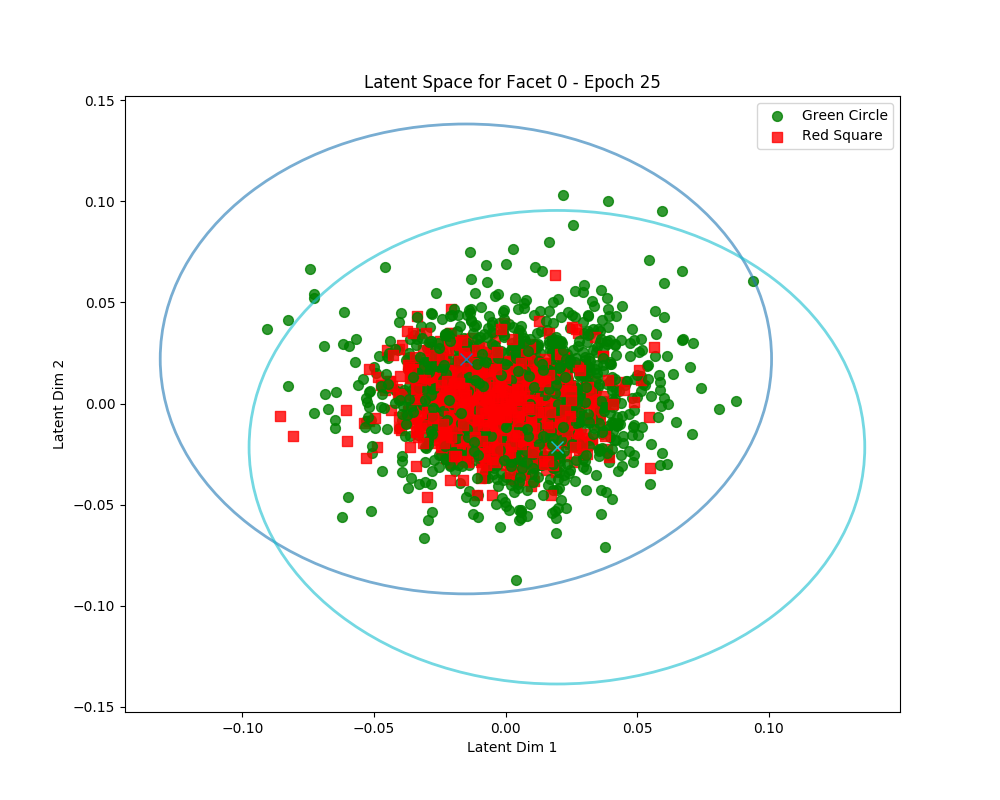 Latent Space for Facet 0 - Epoch 25
Green Circle
Red Square
0.15
0.10
0.05
0.00
−0.05
−0.10
−0.15
Latent Dim 2
−0.10
−0.05
0.00
0.05
0.10
Latent Dim 1